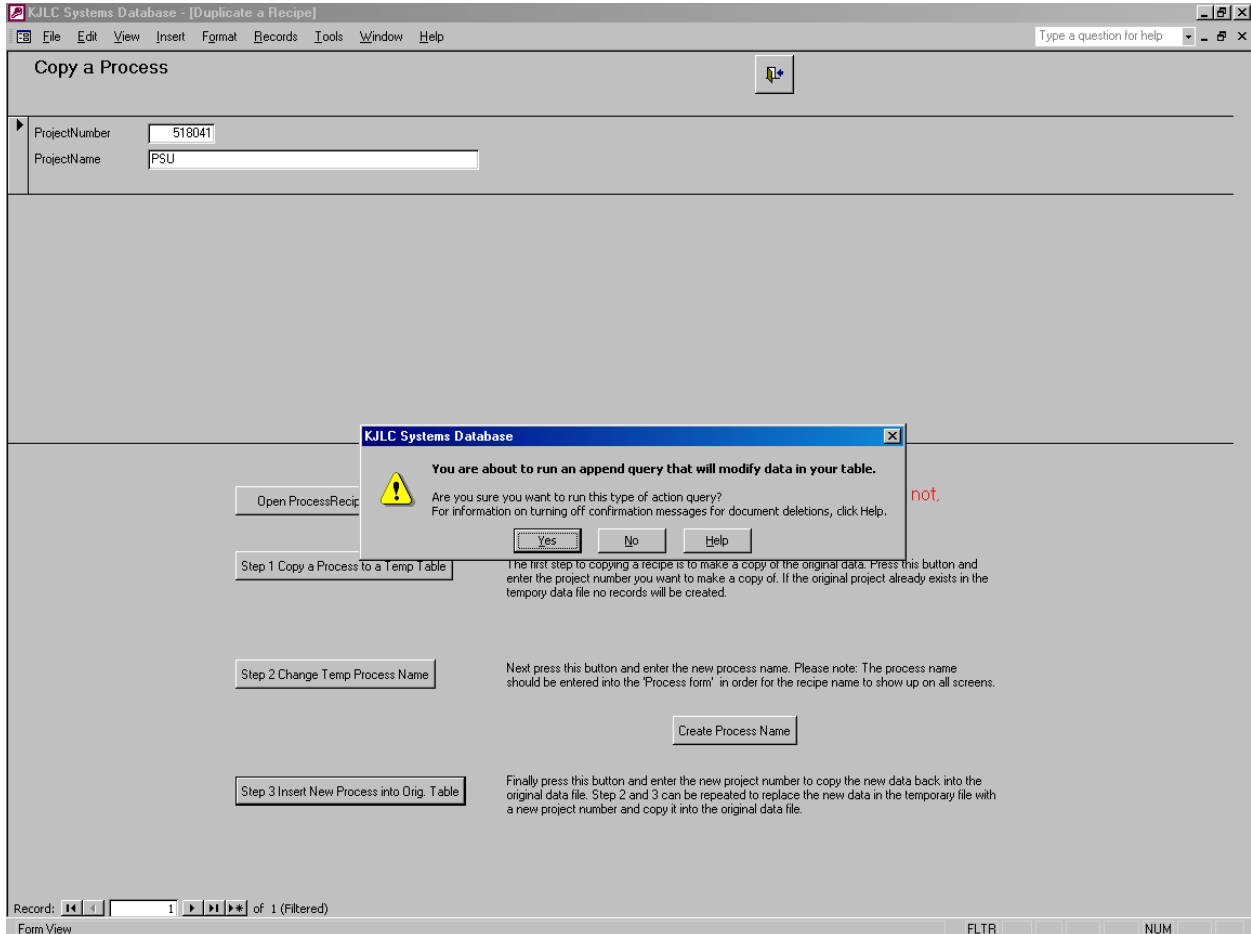 KJLC Systems Database - [Duplicate a Recipe]
File Edit View Insert Format Records Tools Window Help
Type a question for help
Copy a Process
ProjectNumber 518041
ProjectName PSU
KJLC Systems Database
You are about to run an append query that will modify data in your table.
Are you sure you want to run this type of action query?
For information on turning off confirmation messages for document deletions, click Help.
Yes No Help
Open ProcessRecip
not,
Step 1 Copy a Process to a Temp Table
The first step to copying a recipe is to make a copy of the original data. Press this button and
enter the project number you want to make a copy of. If the original project already exists in the
tempory data file no records will be created.
Step 2 Change Temp Process Name
Next press this button and enter the new process name. Please note: The process name
should be entered into the 'Process form' in order for the recipe name to show up on all screens.
Create Process Name
Step 3 Insert New Process into Orig. Table
Finally press this button and enter the new project number to copy the new data back into the
original data file. Step 2 and 3 can be repeated to replace the new data in the temporary file with
a new project number and copy it into the original data file.
Record: 1 of 1 (Filtered)
Form View FLTR NUM